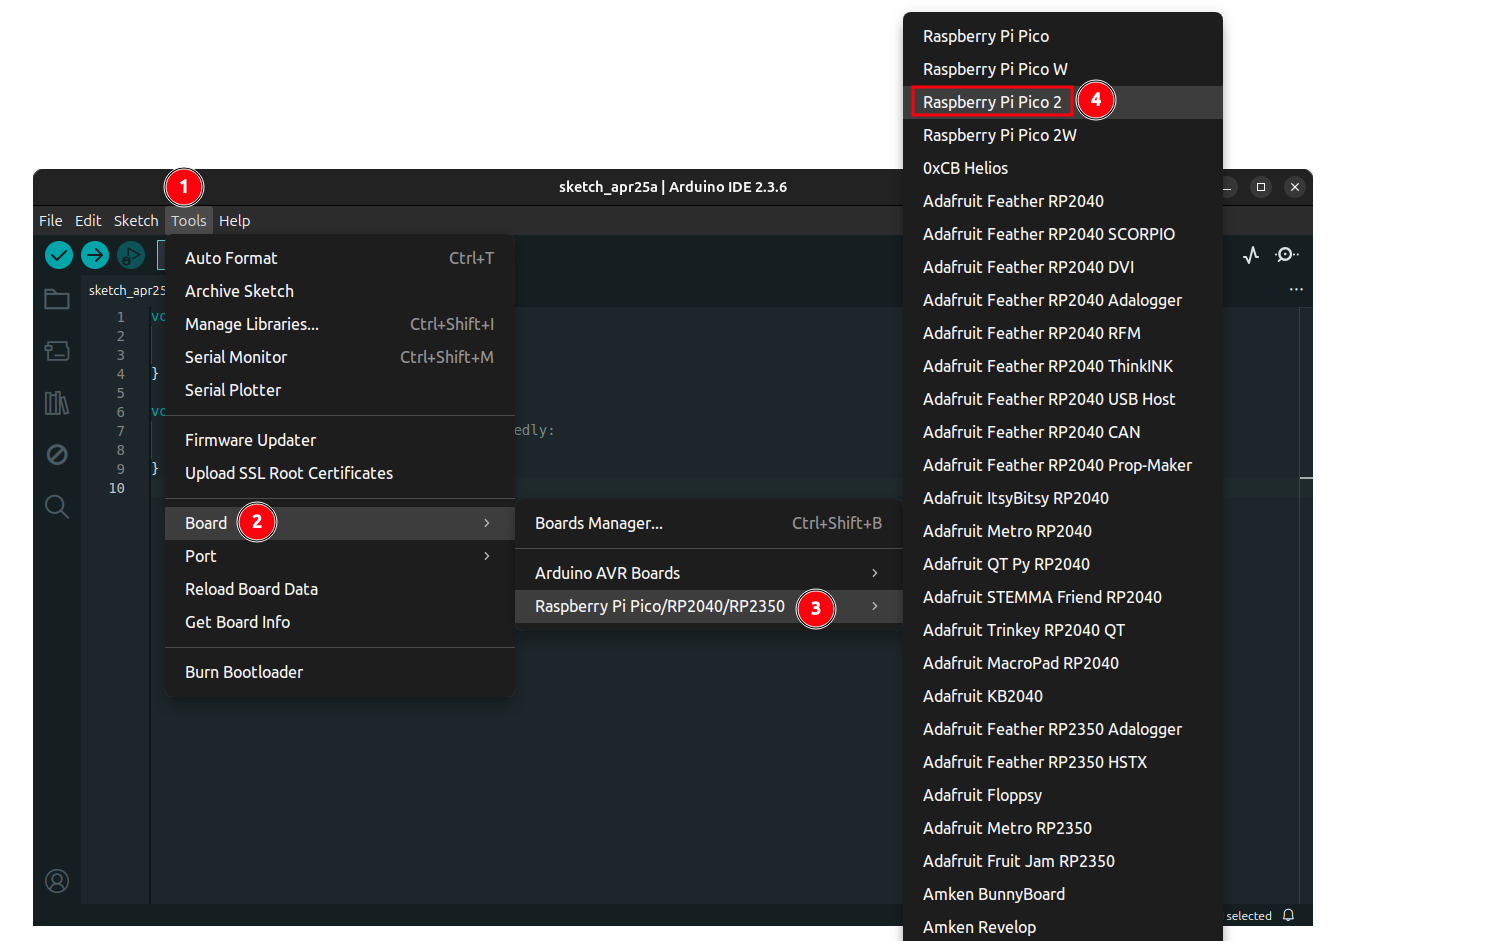 sketch_apr25a | Arduino IDE 2.3.6
1
File Edit Sketch Tools Help
sketch_apr25
...
1 vo
2
3
4 }
5
6 vo
7 edly:
8
9 }
10
Auto Format Ctrl+T
Archive Sketch
Manage Libraries... Ctrl+Shift+I
Serial Monitor Ctrl+Shift+M
Serial Plotter
Firmware Updater
Upload SSL Root Certificates
Board 2
Port
Reload Board Data
Get Board Info
Burn Bootloader
Boards Manager... Ctrl+Shift+B
Arduino AVR Boards
Raspberry Pi Pico/RP2040/RP2350 3
Raspberry Pi Pico
Raspberry Pi Pico W
Raspberry Pi Pico 2 4
Raspberry Pi Pico 2W
0xCB Helios
Adafruit Feather RP2040
Adafruit Feather RP2040 SCORPIO
Adafruit Feather RP2040 DVI
Adafruit Feather RP2040 Adalogger
Adafruit Feather RP2040 RFM
Adafruit Feather RP2040 ThinkINK
Adafruit Feather RP2040 USB Host
Adafruit Feather RP2040 CAN
Adafruit Feather RP2040 Prop-Maker
Adafruit ItsyBitsy RP2040
Adafruit Metro RP2040
Adafruit QT Py RP2040
Adafruit STEMMA Friend RP2040
Adafruit Trinkey RP2040 QT
Adafruit MacroPad RP2040
Adafruit KB2040
Adafruit Feather RP2350 Adalogger
Adafruit Feather RP2350 HSTX
Adafruit Floppsy
Adafruit Metro RP2350
Adafruit Fruit Jam RP2350
Amken BunnyBoard
Amken Revelop
selected